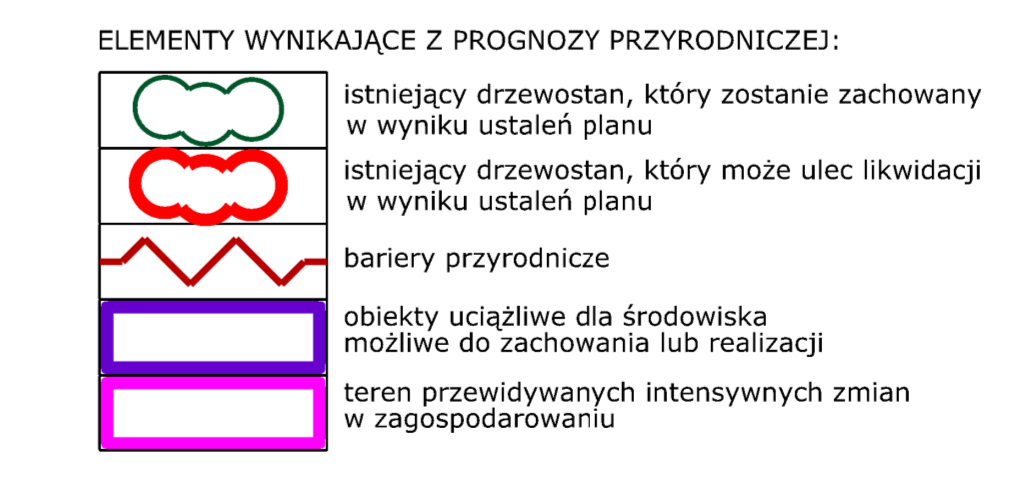 ELEMENTY WYNIKAJĄCE Z PROGNOZY PRZYRODNICZEJ:
istniejący drzewostan, który zostanie zachowany
w wyniku ustaleń planu
istniejący drzewostan, który może ulec likwidacji
w wyniku ustaleń planu
bariery przyrodnicze
obiekty uciążliwe dla środowiska
możliwe do zachowania lub realizacji
teren przewidywanych intensywnych zmian
w zagospodarowaniu